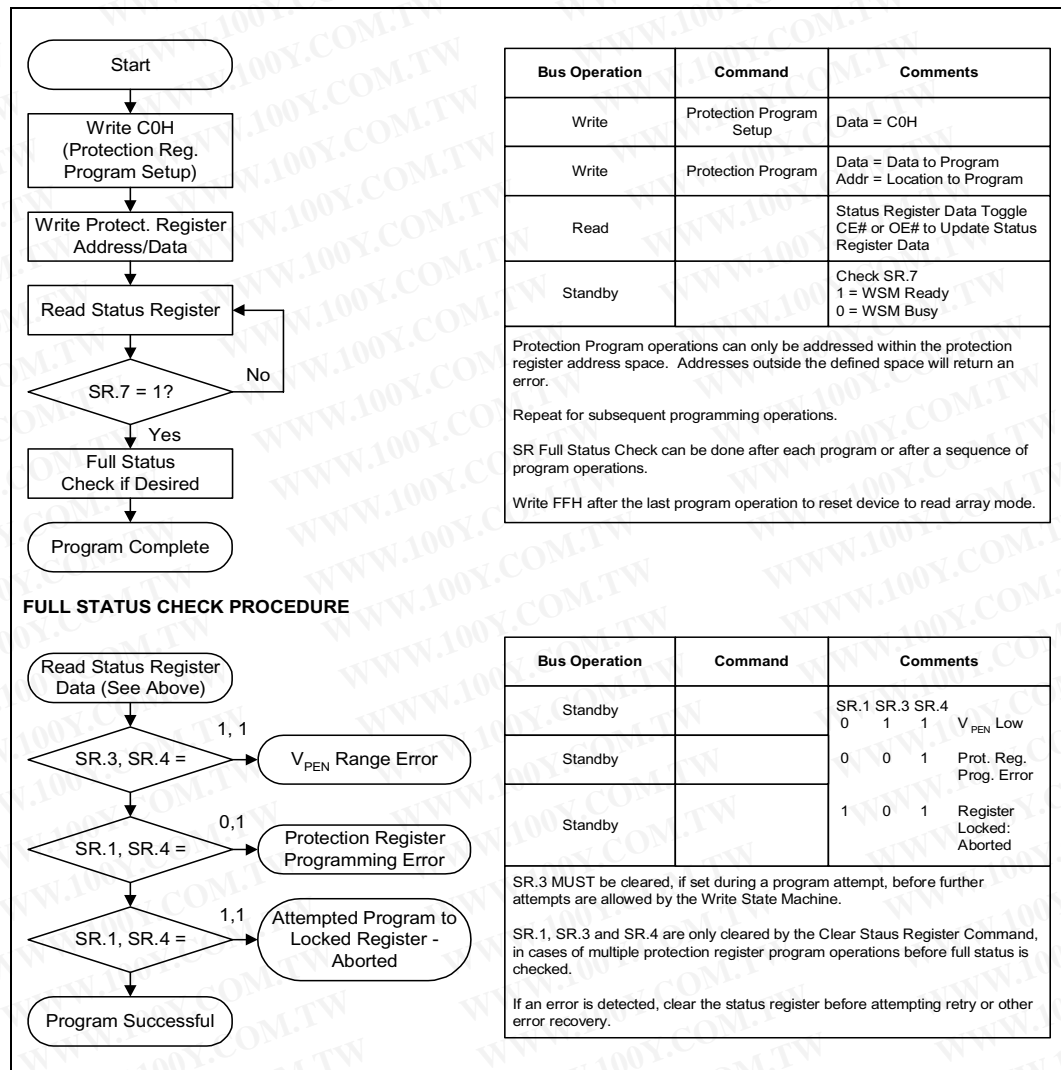 Start
Write C0H
(Protection Reg.
Program Setup)
Write Protect. Register
Address/Data
Read Status Register
SR.7 = 1?
No
Yes
Full Status
Check if Desired
Program Complete
Bus Operation Command Comments
Write Protection Program
Setup Data = C0H
Write Protection Program Data = Data to Program
Addr = Location to Program
Read Status Register Data Toggle
CE# or OE# to Update Status
Register Data
Standby Check SR.7
1 = WSM Ready
0 = WSM Busy
Protection Program operations can only be addressed within the protection
register address space. Addresses outside the defined space will return an
error.
Repeat for subsequent programming operations.
SR Full Status Check can be done after each program or after a sequence of
program operations.
Write FFH after the last program operation to reset device to read array mode.
FULL STATUS CHECK PROCEDURE
Read Status Register
Data (See Above)
SR.3, SR.4 =
1, 1
VPEN Range Error
SR.1, SR.4 =
0,1
Protection Register
Programming Error
SR.1, SR.4 =
1,1
Attempted Program to
Locked Register -
Aborted
Program Successful
Bus Operation Command Comments
Standby SR.1 SR.3 SR.4
0 1 1 VPEN Low
Standby 0 0 1 Prot. Reg.
Prog. Error
Standby 1 0 1 Register
Locked:
Aborted
SR.3 MUST be cleared, if set during a program attempt, before further
attempts are allowed by the Write State Machine.
SR.1, SR.3 and SR.4 are only cleared by the Clear Staus Register Command,
in cases of multiple protection register program operations before full status is
checked.
If an error is detected, clear the status register before attempting retry or other
error recovery.
WWW.100Y.COM.TW